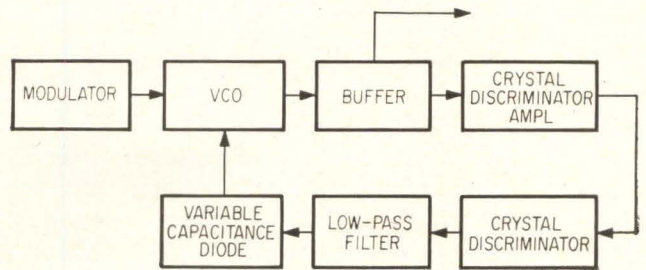 MODULATOR
VCO
BUFFER
CRYSTAL
DISCRIMINATOR
AMPL
VARIABLE
CAPACITANCE
DIODE
LOW-PASS
FILTER
CRYSTAL
DISCRIMINATOR